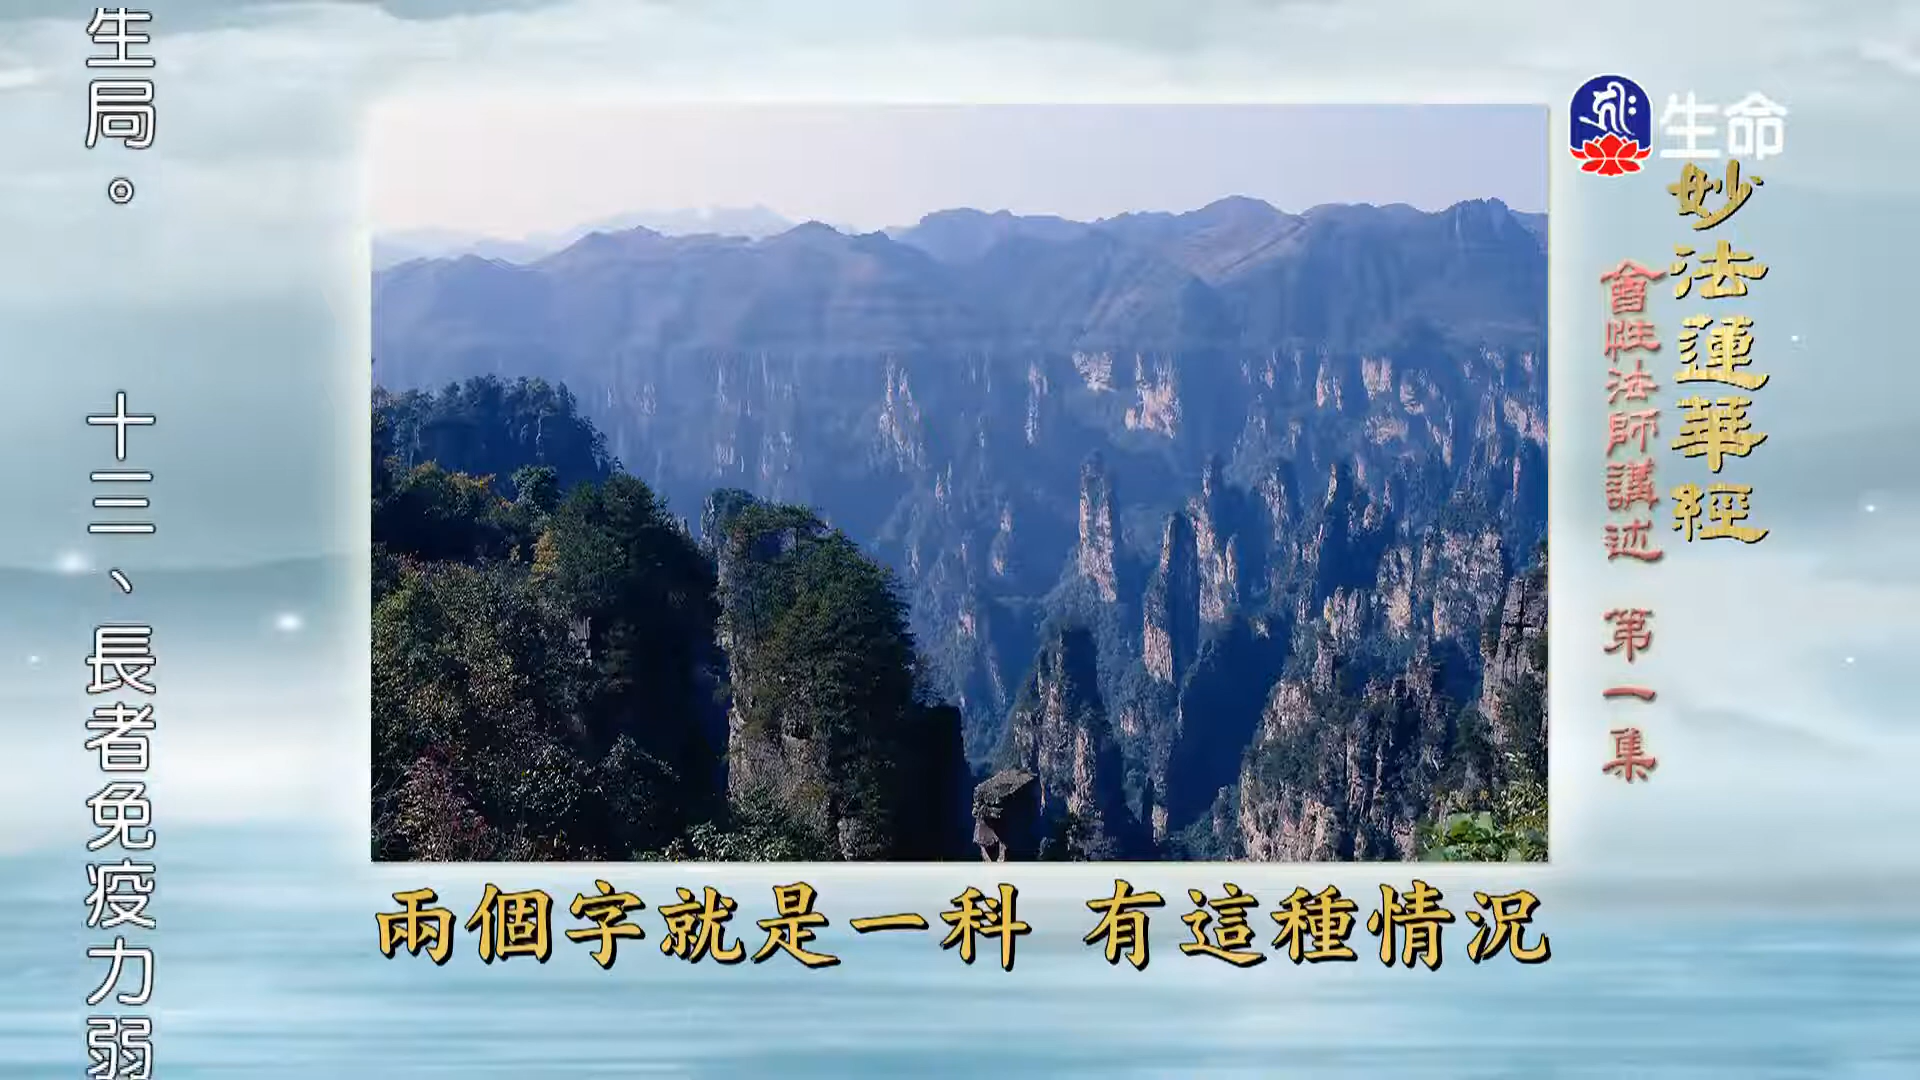 生命
妙法蓮華經
會性法師講述 第一集
生局。 十三、長者免疫力弱
兩個字就是一科 有這種情況